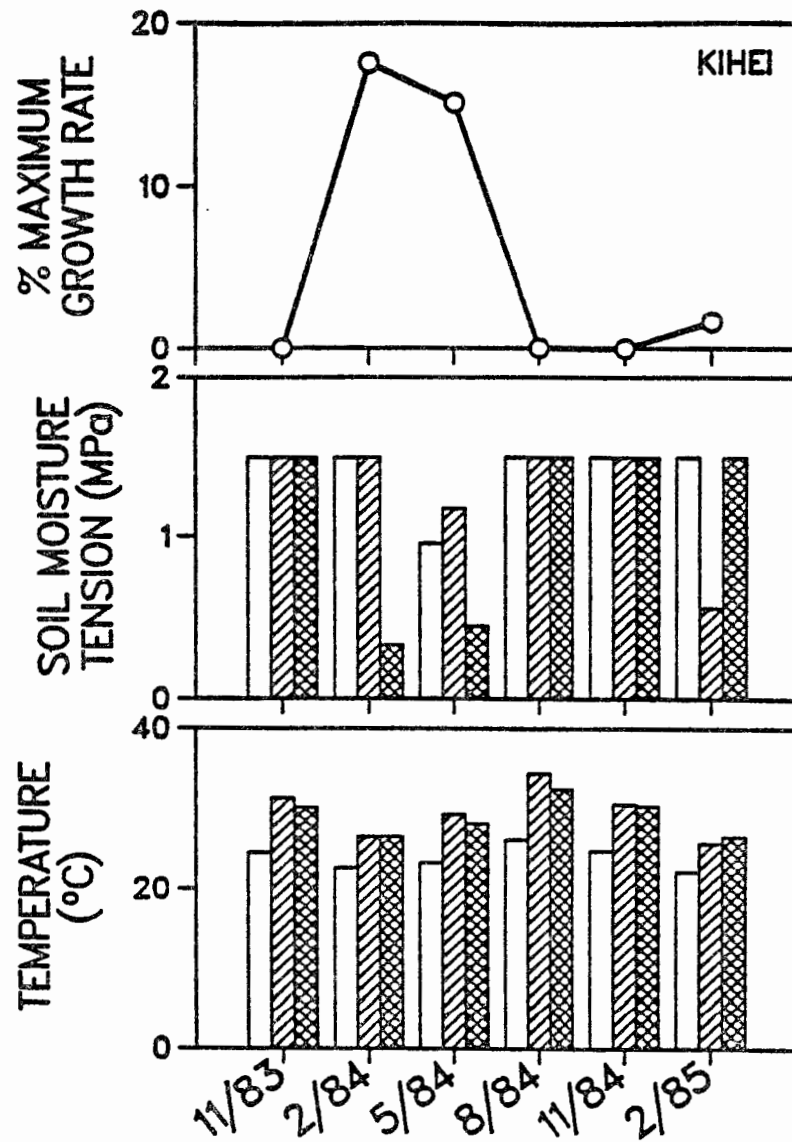 KIHEI
% MAXIMUM
GROWTH RATE
20
10
0
SOIL MOISTURE
TENSION (MPa)
2
1
0
TEMPERATURE
(°C)
40
20
0
11/83
2/84
5/84
8/84
11/84
2/85